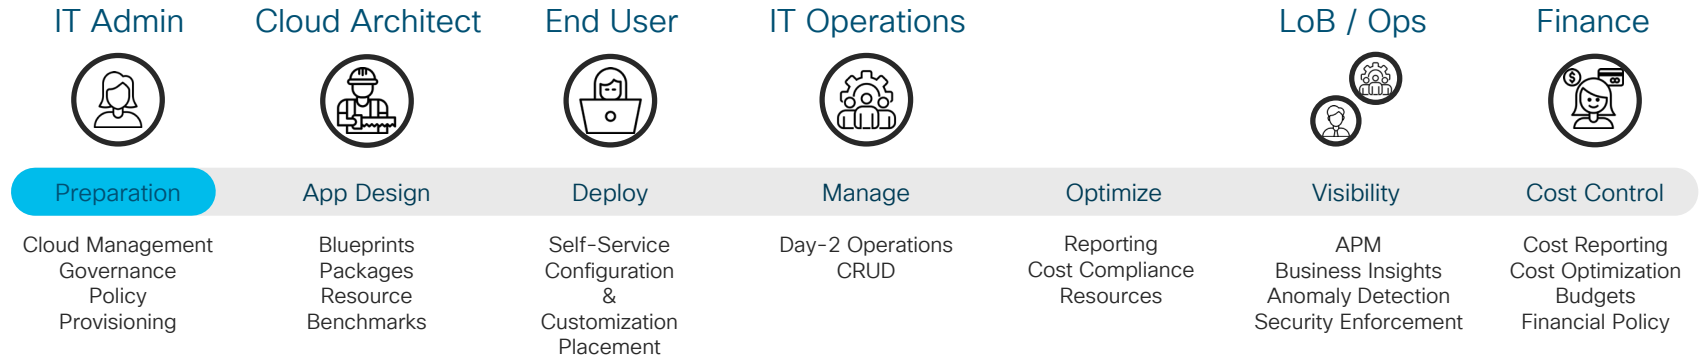 IT Admin
Cloud Architect
End User
IT Operations
LoB / Ops
Finance
$
Preparation
App Design
Deploy
Manage
Optimize
Visibility
Cost Control
Cloud Management
Governance
Policy
Provisioning
Blueprints
Packages
Resource
Benchmarks
Self-Service
Configuration
&
Customization
Placement
Day-2 Operations
CRUD
Reporting
Cost Compliance
Resources
APM
Business Insights
Anomaly Detection
Security Enforcement
Cost Reporting
Cost Optimization
Budgets
Financial Policy